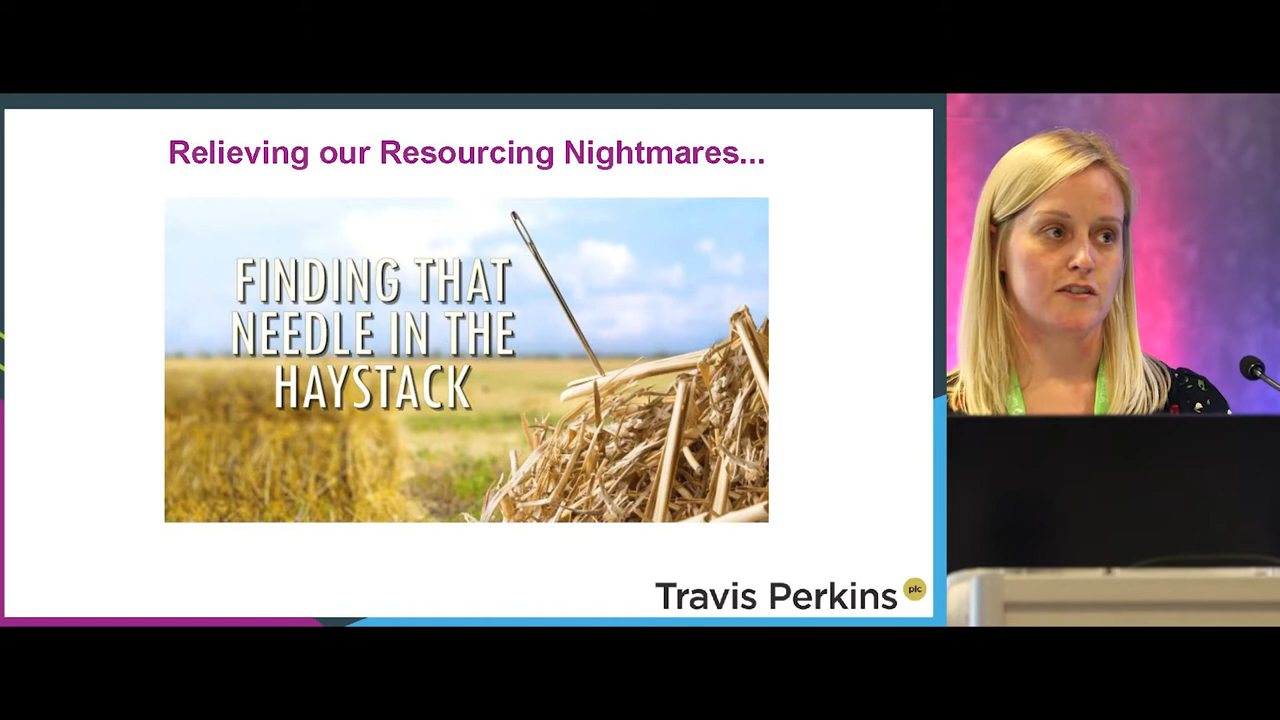 Relieving our Resourcing Nightmares...
FINDING THAT
NEEDLE IN THE
HAYSTACK
Travis Perkins plc